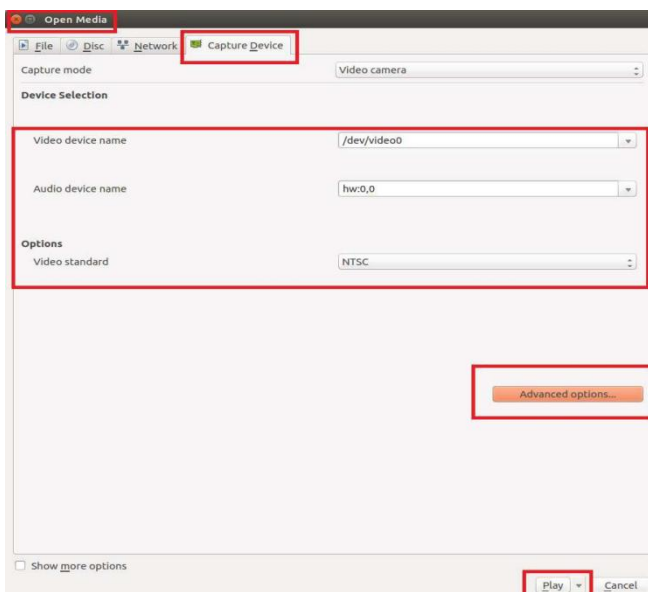 Open Media
File Disc Network Capture Device
Capture mode Video camera
Device Selection
Video device name /dev/video0
Audio device name hw:0,0
Options
Video standard NTSC
Advanced options...
Show more options
Play Cancel